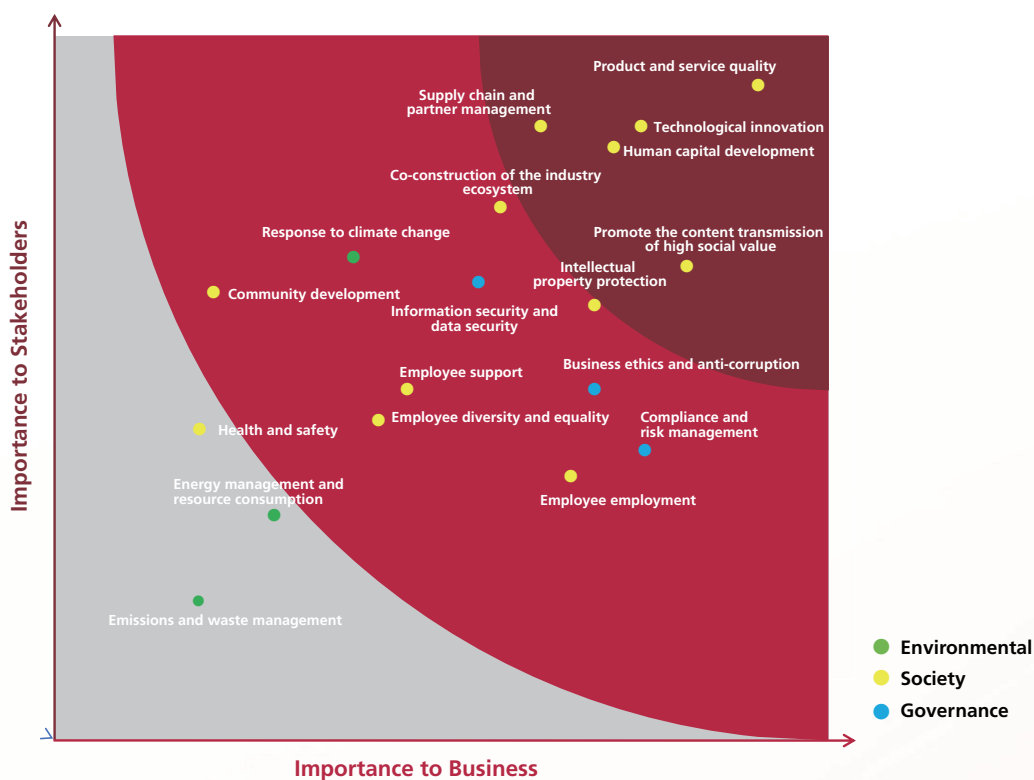 Importance to Stakeholders
Product and service quality
Supply chain and
partner management
Technological innovation
Human capital development
Co-construction of the industry
ecosystem
Response to climate change
Promote the content transmission
of high social value
Intellectual
property protection
Community development
Information security and
data security
Business ethics and anti-corruption
Employee support
Employee diversity and equality
Compliance and
risk management
Health and safety
Energy management and
resource consumption
Employee employment
Emissions and waste management
Environmental
Society
Governance
Importance to Business